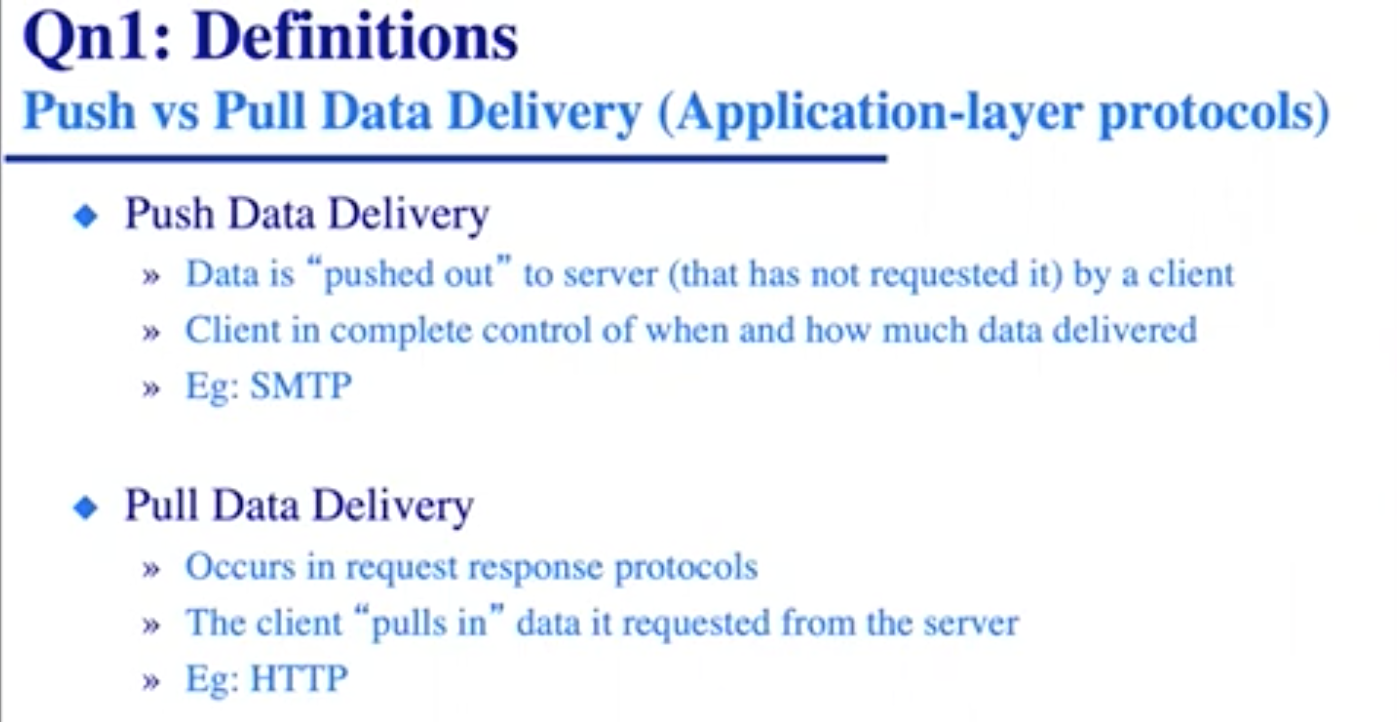 Qn1: Definitions
Push vs Pull Data Delivery (Application-layer protocols)
◆ Push Data Delivery
» Data is “pushed out” to server (that has not requested it) by a client
» Client in complete control of when and how much data delivered
» Eg: SMTP
◆ Pull Data Delivery
» Occurs in request response protocols
» The client “pulls in” data it requested from the server
» Eg: HTTP